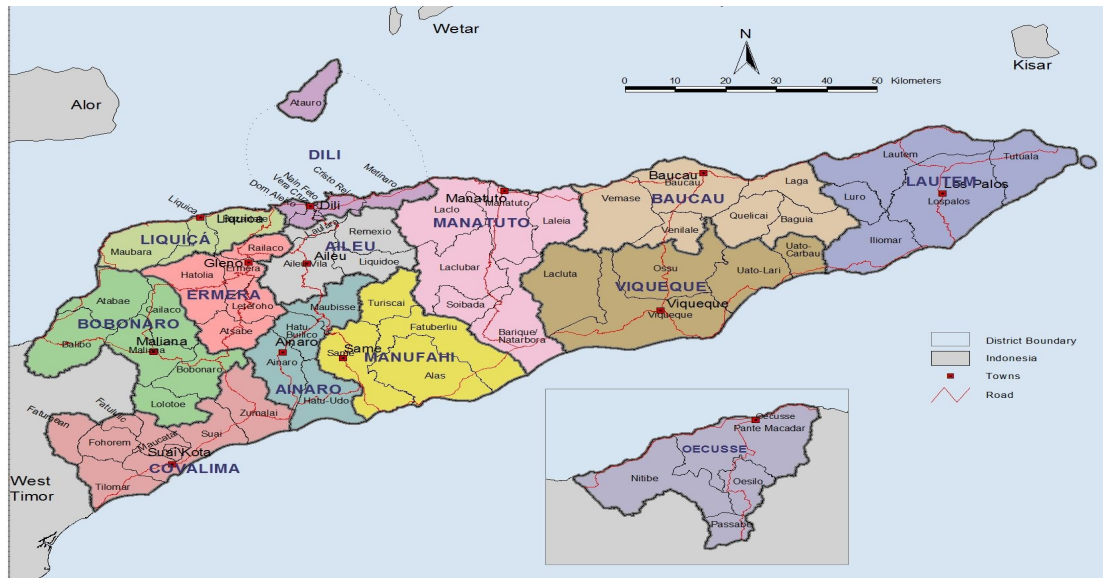 Wetar
N
Kisar
0 10 20 30 40 50 Kilometers
Alor
Atauro
DILI
Metinaro
Cristo Rei
Nain Feto
Vera Cruz
Dom Aleixo
Dili
Liquica
Liquica
LIQUIÇÁ
Maubara
Laulara
Remexio
AILEU
Aileu
Aileu Vila
Liquidoe
Railaco
Gleno
Ermera
Hatolia
ERMERA
Letefoho
Atsabe
Atabae
Cailaco
BOBONARO
Maliana
Maliana
Balibo
Bobonaro
Lolotoe
Maubisse
Hatu
Builico
Ainaro
Ainaro
AINARO
Hatu-Udo
Turiscai
Fatuberliu
Same
Same
MANUFAHI
Alas
Manatuto
Manatuto
Laclo
MANATUTO
Laleia
Laclubar
Soibada
Barique/
Natarbora
Baucau
Baucau
Vemase
BAUCAU
Laga
Quelicai
Baguia
Venilale
Lacluta
Ossu
VIQUEQUE
Viqueque
Viqueque
Uato-Lari
Uato-
Carbau
Lautem
Tutuala
LAUTEM
Los Palos
Lospalos
Luro
Iliomar
Fatululic
Fohorem
Maucatar
Suai
Zumalai
Suai Kota
COVALIMA
Tilomar
West
Timor
District Boundary
Indonesia
Towns
Road
Oecusse
Pante Macadar
OECUSSE
Nitibe
Oesilo
Passabe